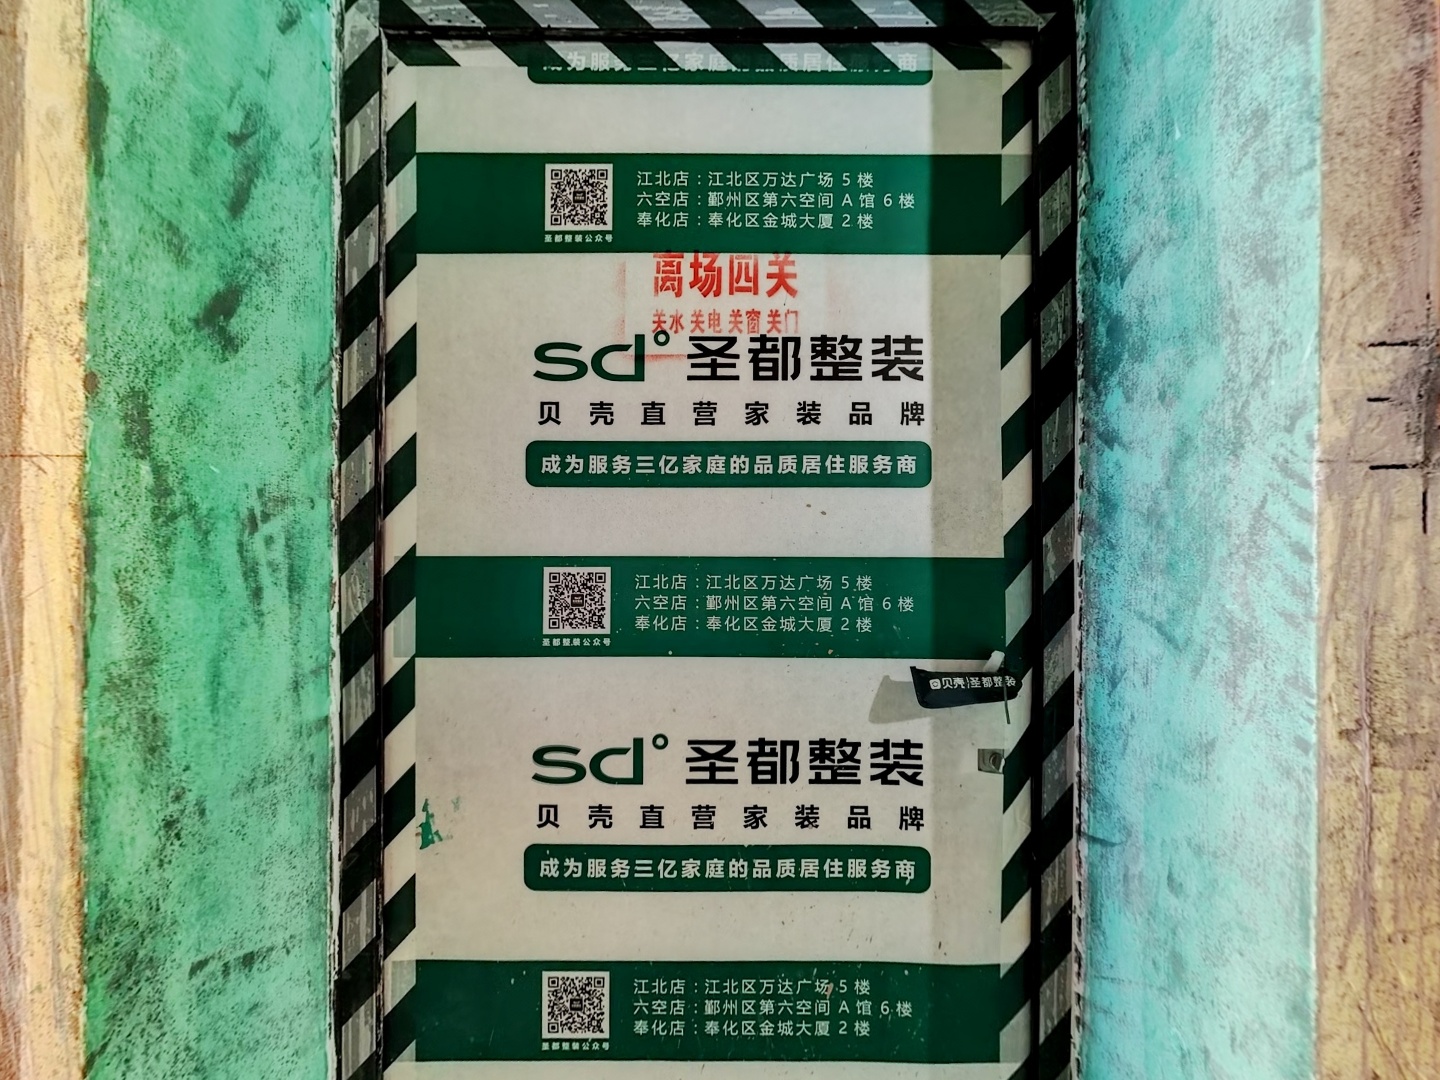 成为服务三亿家庭的品质居住服务商
江北店：江北区万达广场 5 楼
六空店：鄞州区第六空间 A 馆 6 楼
奉化店：奉化区金城大厦 2 楼
圣都整装公众号
离场四关
关水 关电 关窗 关门
sd° 圣都整装
贝壳直营家装品牌
成为服务三亿家庭的品质居住服务商
江北店：江北区万达广场 5 楼
六空店：鄞州区第六空间 A 馆 6 楼
奉化店：奉化区金城大厦 2 楼
圣都整装公众号
贝壳|圣都整装
sd° 圣都整装
贝壳直营家装品牌
成为服务三亿家庭的品质居住服务商
江北店：江北区万达广场 5 楼
六空店：鄞州区第六空间 A 馆 6 楼
奉化店：奉化区金城大厦 2 楼
圣都整装公众号